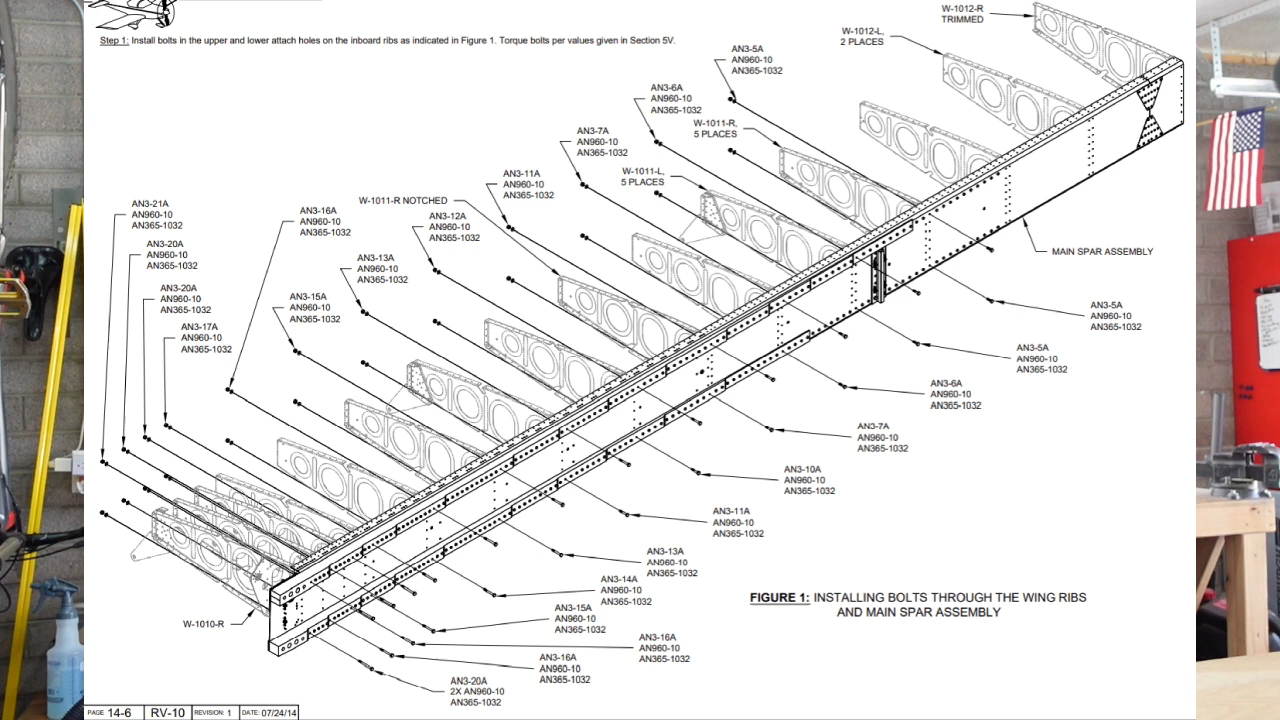 Step 1: Install bolts in the upper and lower attach holes on the inboard ribs as indicated in Figure 1. Torque bolts per values given in Section 5V.
W-1012-R
TRIMMED
W-1012-L,
2 PLACES
AN3-5A
AN960-10
AN365-1032
AN3-6A
AN960-10
AN365-1032
W-1011-R,
5 PLACES
AN3-7A
AN960-10
AN365-1032
W-1011-L,
5 PLACES
AN3-11A
AN960-10
AN365-1032
W-1011-R NOTCHED
AN3-12A
AN960-10
AN365-1032
AN3-21A
AN960-10
AN365-1032
AN3-16A
AN960-10
AN365-1032
AN3-20A
AN960-10
AN365-1032
AN3-13A
AN960-10
AN365-1032
AN3-20A
AN960-10
AN365-1032
AN3-15A
AN960-10
AN365-1032
AN3-17A
AN960-10
AN365-1032
MAIN SPAR ASSEMBLY
AN3-5A
AN960-10
AN365-1032
AN3-5A
AN960-10
AN365-1032
AN3-6A
AN960-10
AN365-1032
AN3-7A
AN960-10
AN365-1032
AN3-10A
AN960-10
AN365-1032
AN3-11A
AN960-10
AN365-1032
AN3-13A
AN960-10
AN365-1032
AN3-14A
AN960-10
AN365-1032
AN3-15A
AN960-10
AN365-1032
AN3-16A
AN960-10
AN365-1032
AN3-16A
AN960-10
AN365-1032
AN3-20A
2X AN960-10
AN365-1032
W-1010-R
FIGURE 1: INSTALLING BOLTS THROUGH THE WING RIBS
AND MAIN SPAR ASSEMBLY
PAGE 14-6 RV-10 REVISION: 1 DATE: 07/24/14